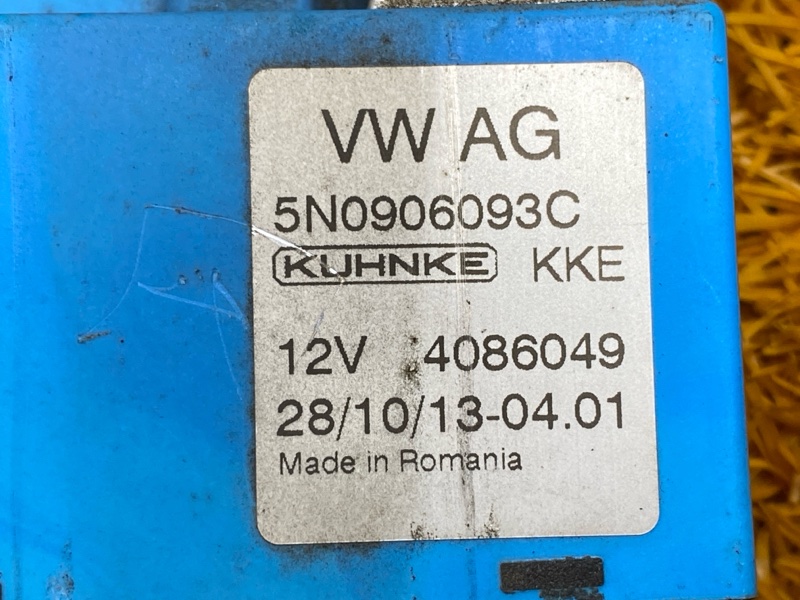 VW AG
5N0906093C
KUHNKE KKE
12V 4086049
28/10/13-04.01
Made in Romania